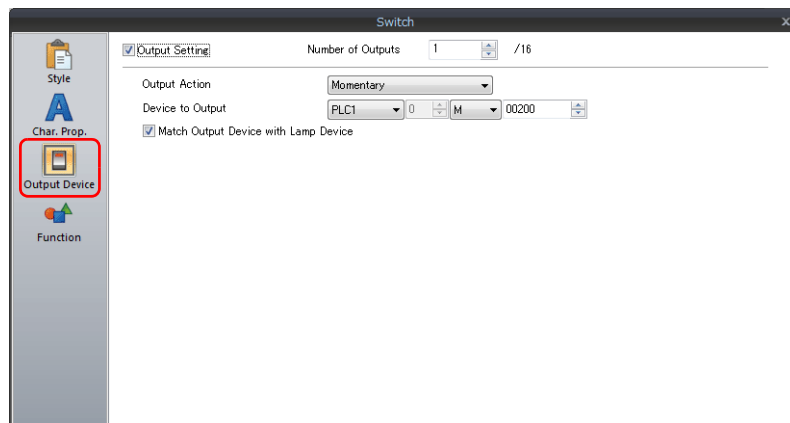 Switch x
Style
Char. Prop.
Output Device
Function
Output Setting Number of Outputs 1 /16
Output Action Momentary
Device to Output PLC1 0 M 00200
Match Output Device with Lamp Device